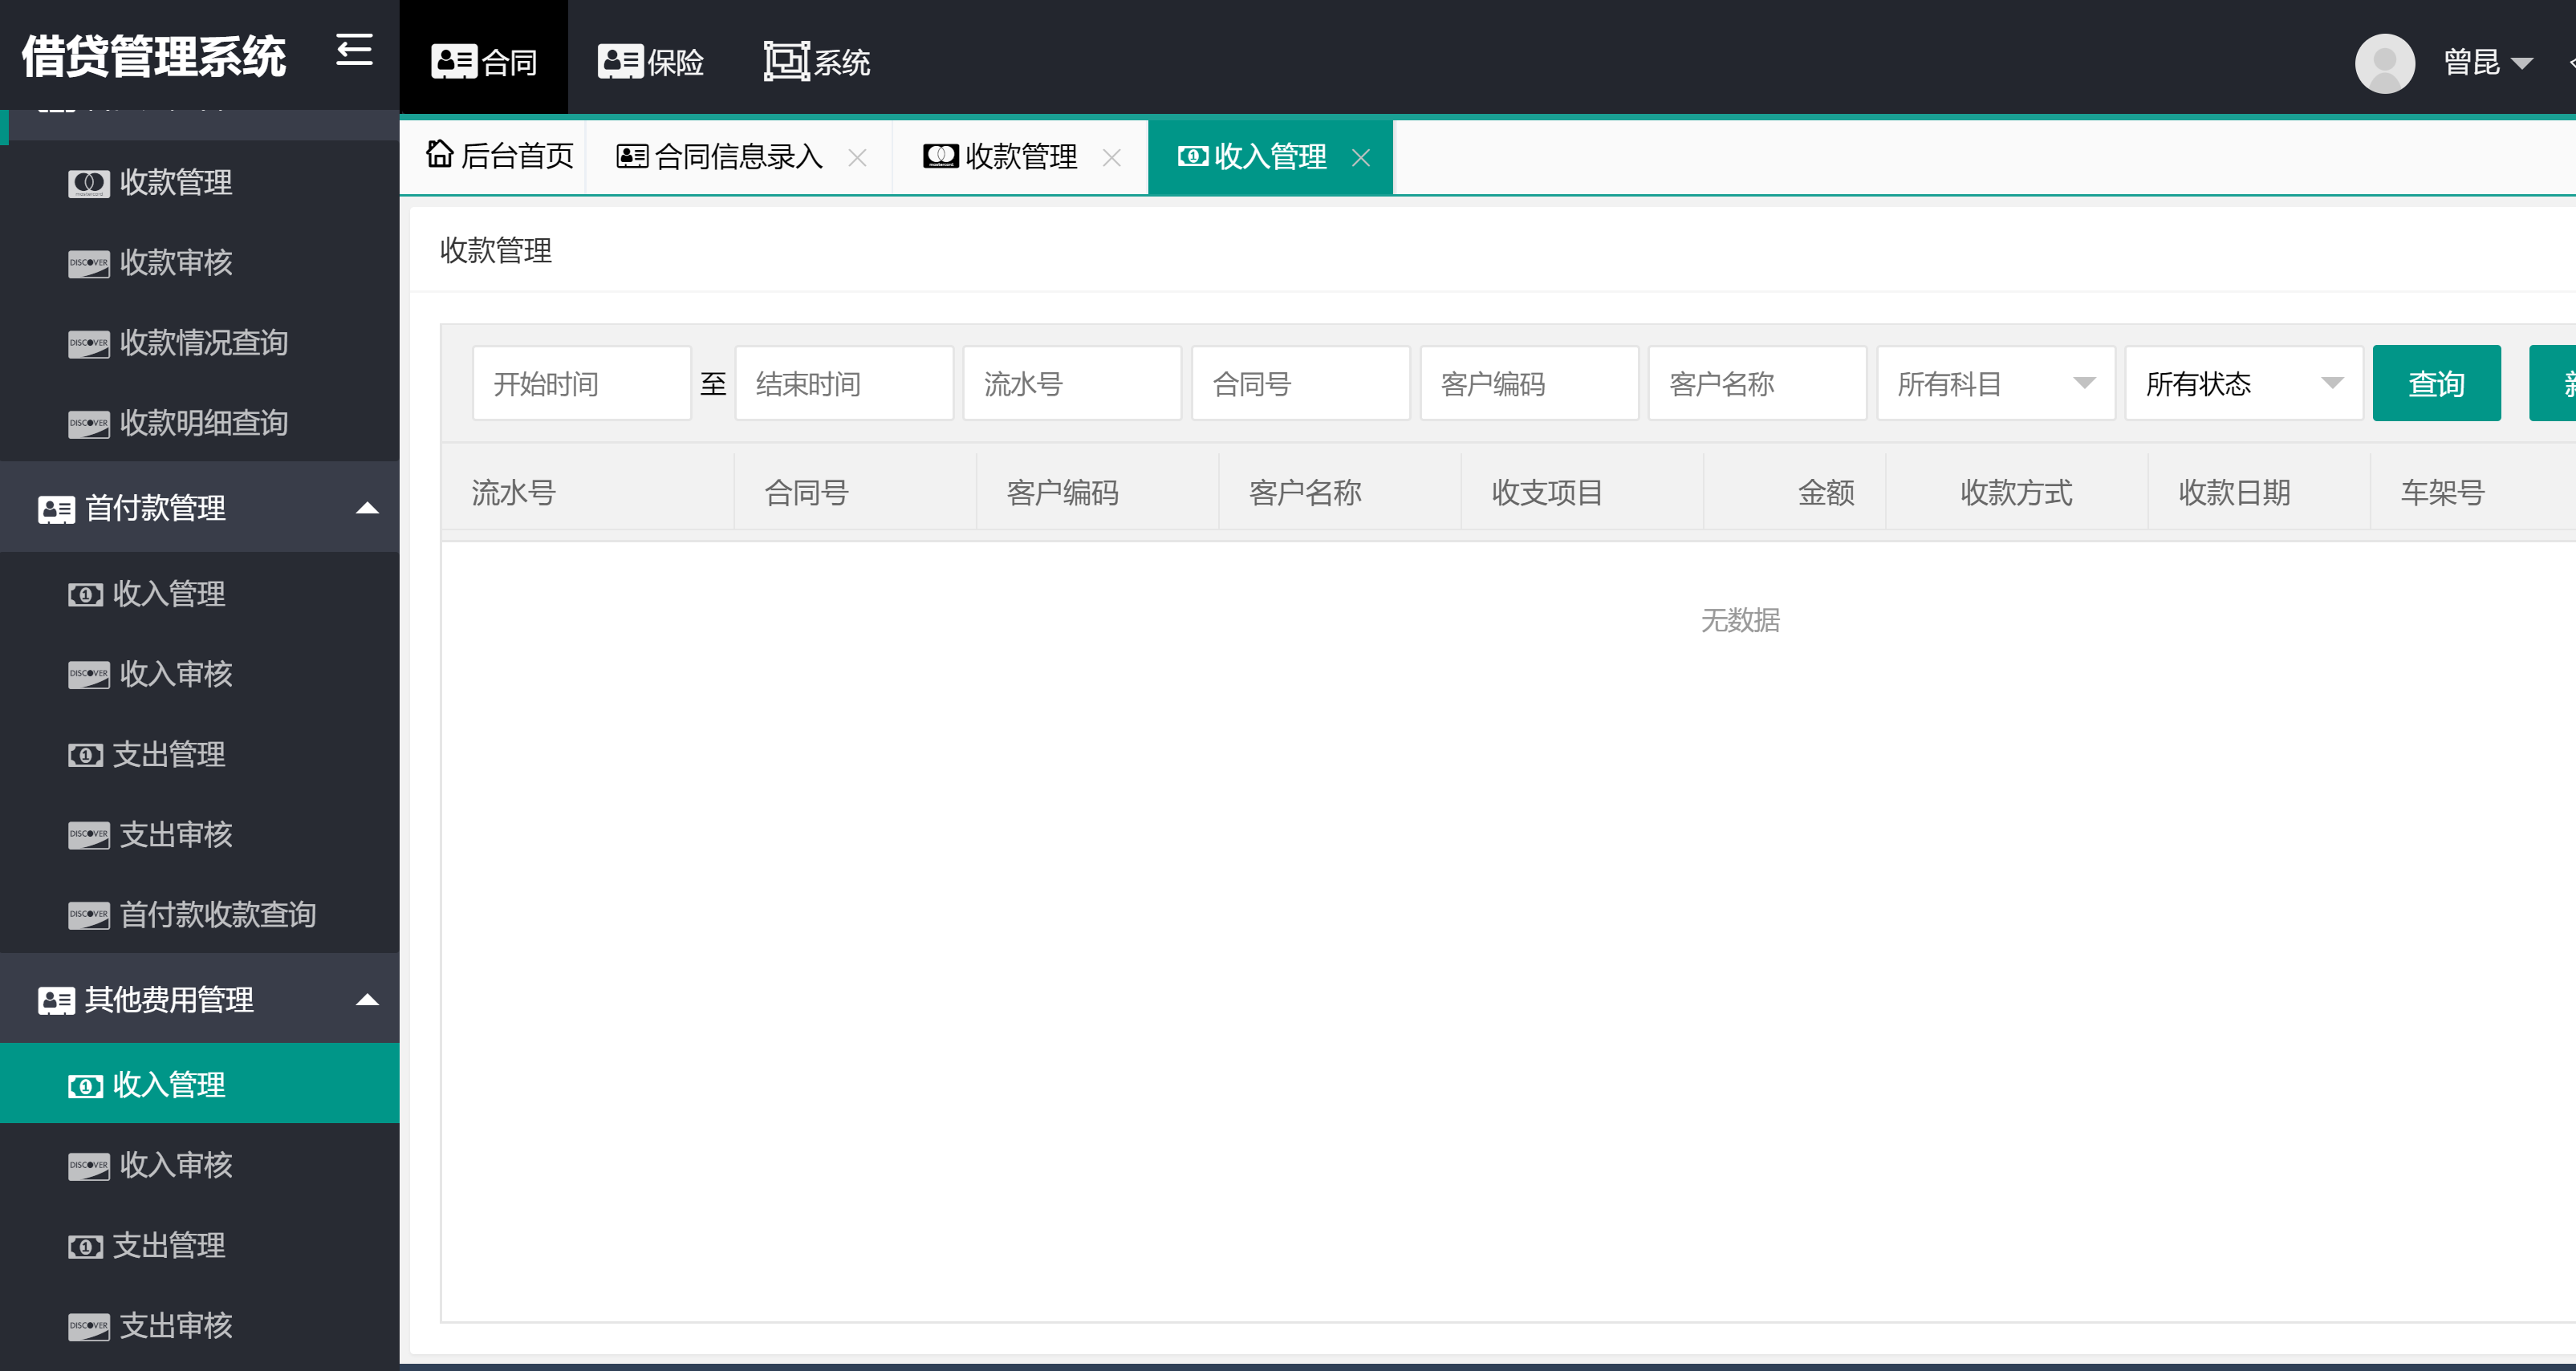 借贷管理系统
合同 保险 系统 曾昆
后台首页 合同信息录入 收款管理 收入管理
收款管理
收款审核
收款情况查询
收款明细查询
首付款管理
收入管理
收入审核
支出管理
支出审核
首付款收款查询
其他费用管理
收入管理
收入审核
支出管理
支出审核
收款管理
开始时间 至 结束时间 流水号 合同号 客户编码 客户名称 所有科目 所有状态 查询
流水号 合同号 客户编码 客户名称 收支项目 金额 收款方式 收款日期 车架号
无数据